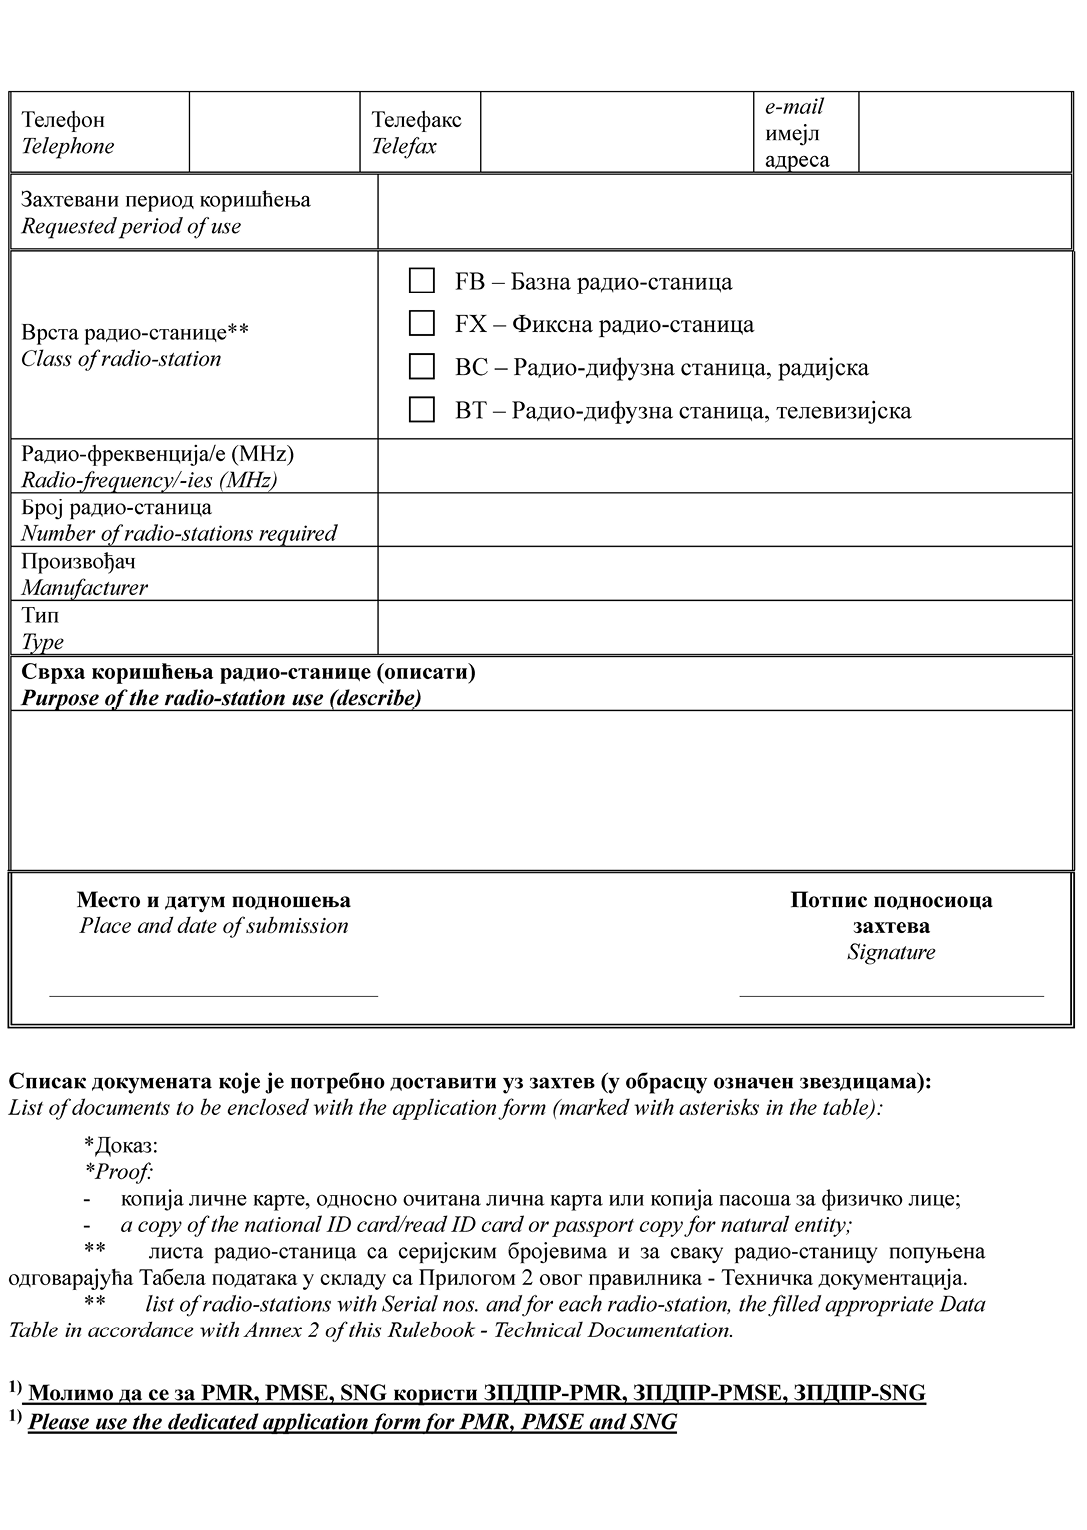 Телефон
Telephone
Телефакс
Telefax
e-mail
имејл
адреса
Захтевани период коришћења
Requested period of use
Врста радио-станице**
Class of radio-station
FB – Базна радио-станица
FX – Фиксна радио-станица
BC – Радио-дифузна станица, радијска
BT – Радио-дифузна станица, телевизијска
Радио-фреквенција/е (MHz)
Radio-frequency/-ies (MHz)
Број радио-станица
Number of radio-stations required
Произвођач
Manufacturer
Тип
Type
Сврха коришћења радио-станице (описати)
Purpose of the radio-station use (describe)
Место и датум подношења
Place and date of submission
Потпис подносиоца
захтева
Signature
Списак докумената које је потребно доставити уз захтев (у обрасцу означен звездицама):
List of documents to be enclosed with the application form (marked with asterisks in the table):
*Доказ:
*Proof:
- копија личне карте, односно очитана лична карта или копија пасоша за физичко лице;
- a copy of the national ID card/read ID card or passport copy for natural entity;
** листа радио-станица са серијским бројевима и за сваку радио-станицу попуњена
одговарајућа Табела података у складу са Прилогом 2 овог правилника - Техничка документација.
** list of radio-stations with Serial nos. and for each radio-station, the filled appropriate Data
Table in accordance with Annex 2 of this Rulebook - Technical Documentation.
1) Молимо да се за PMR, PMSE, SNG користи ЗПДПР-PMR, ЗПДПР-PMSE, ЗПДПР-SNG
1) Please use the dedicated application form for PMR, PMSE and SNG